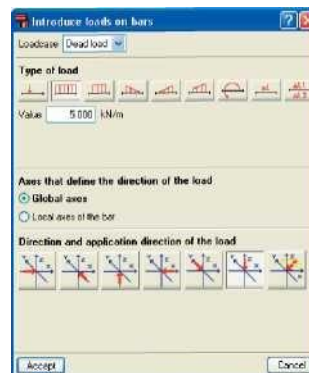 Introduce loads on bars
Loadcase Dead load
Type of load
Value 5.000 kN/m
Axes that define the direction of the load
Global axes
Local axes of the bar
Direction and application direction of the load
Accept Cancel